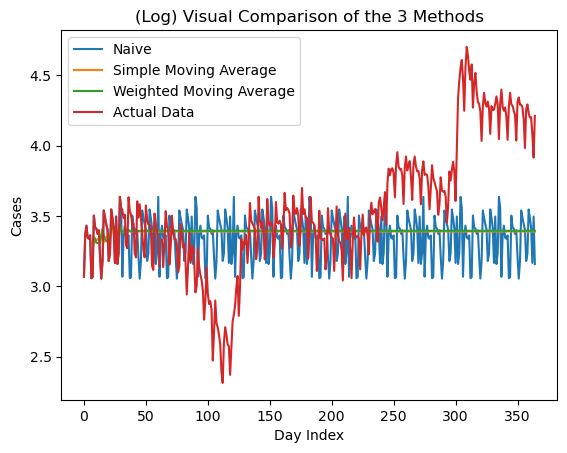 (Log) Visual Comparison of the 3 Methods
Naive
Simple Moving Average
Weighted Moving Average
Actual Data
4.5
4.0
3.5
3.0
2.5
Cases
0 50 100 150 200 250 300 350
Day Index